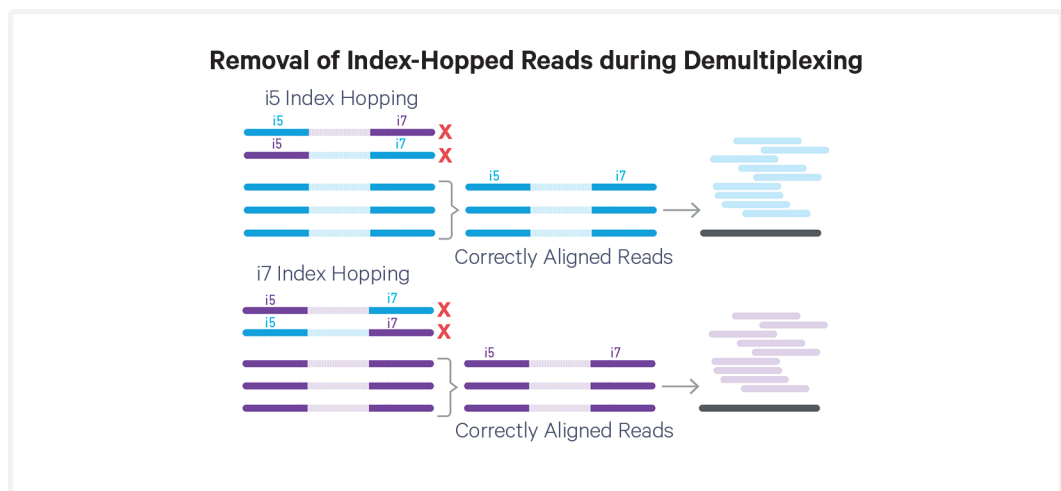 Removal of Index-Hopped Reads during Demultiplexing
i5 Index Hopping
i5 i7 X
i5 i7 X
i5 i7
Correctly Aligned Reads
i7 Index Hopping
i5 i7 X
i5 i7 X
i5 i7
Correctly Aligned Reads